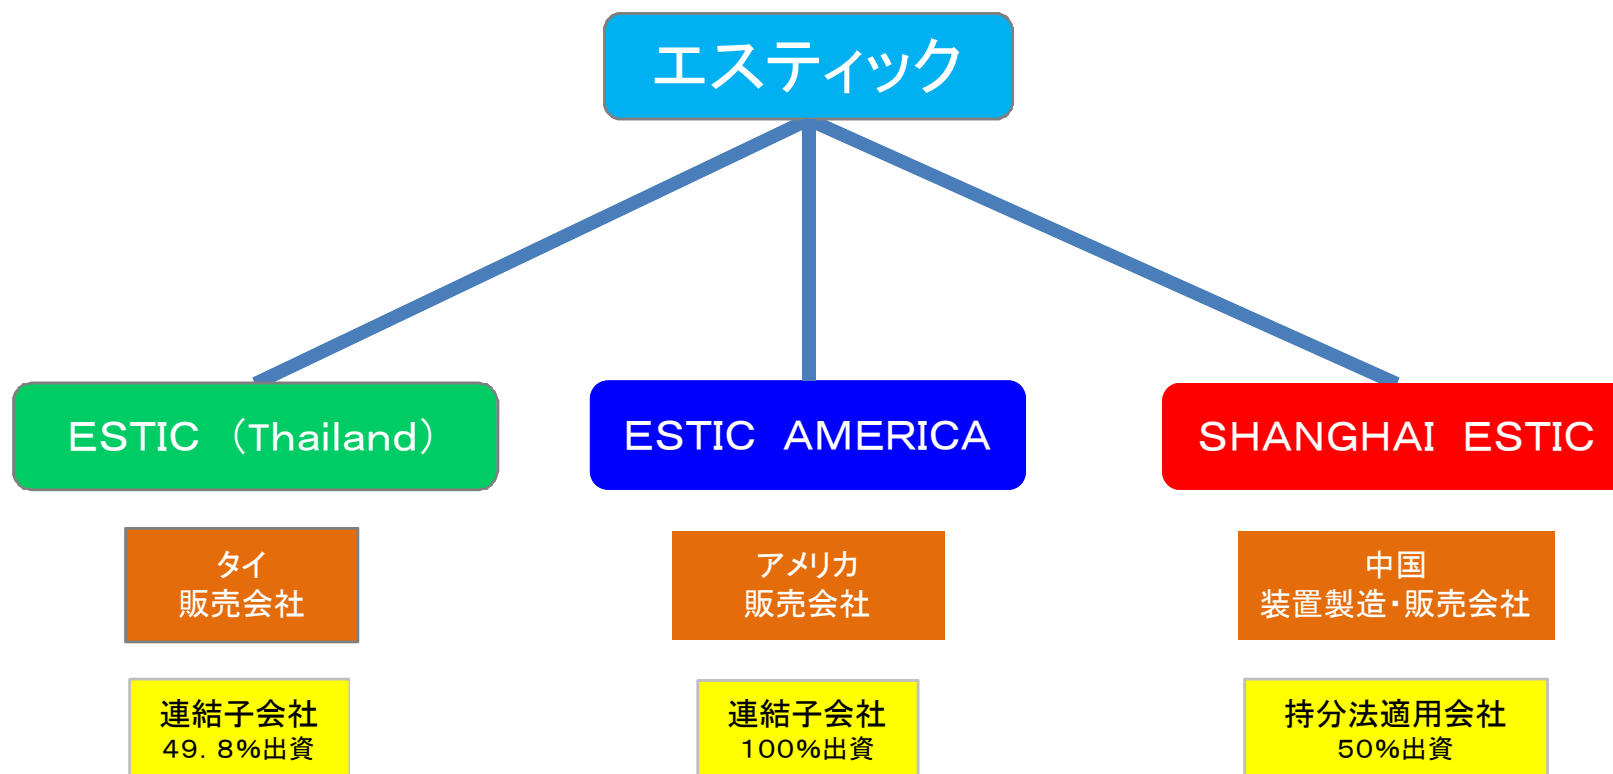 エスティック
ESTIC （Thailand）
ESTIC　AMERICA
SHANGHAI　ESTIC
タイ
販売会社
アメリカ
販売会社
中国
装置製造・販売会社
連結子会社
49．8％出資
連結子会社
100％出資
持分法適用会社
50％出資